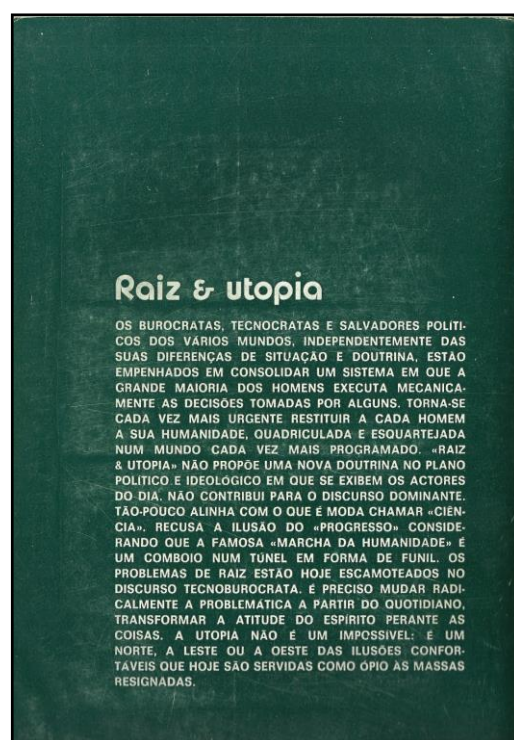 Raiz & utopia
OS BUROCRATAS, TECNOCRATAS E SALVADORES POLÍTI-
COS DOS VÁRIOS MUNDOS, INDEPENDENTEMENTE DAS
SUAS DIFERENÇAS DE SITUAÇÃO E DOUTRINA, ESTÃO
EMPENHADOS EM CONSOLIDAR UM SISTEMA EM QUE A
GRANDE MAIORIA DOS HOMENS EXECUTA MECANICA-
MENTE AS DECISÕES TOMADAS POR ALGUNS. TORNA-SE
CADA VEZ MAIS URGENTE RESTITUIR A CADA HOMEM
A SUA HUMANIDADE, QUADRICULADA E ESQUARTEJADA
NUM MUNDO CADA VEZ MAIS PROGRAMADO. «RAIZ
& UTOPIA» NÃO PROPÕE UMA NOVA DOUTRINA NO PLANO
POLÍTICO E IDEOLÓGICO EM QUE SE EXIBEM OS ACTORES
DO DIA. NÃO CONTRIBUI PARA O DISCURSO DOMINANTE.
TÃO-POUCO ALINHA COM O QUE É MODA CHAMAR «CIÊN-
CIA». RECUSA A ILUSÃO DO «PROGRESSO» CONSIDE-
RANDO QUE A FAMOSA «MARCHA DA HUMANIDADE» É
UM COMBOIO NUM TÚNEL EM FORMA DE FUNIL. OS
PROBLEMAS DE RAIZ ESTÃO HOJE ESCAMOTEADOS NO
DISCURSO TECNOBUROCRATA. É PRECISO MUDAR RADI-
CALMENTE A PROBLEMÁTICA A PARTIR DO QUOTIDIANO,
TRANSFORMAR A ATITUDE DO ESPÍRITO PERANTE AS
COISAS. A UTOPIA NÃO É UM IMPOSSÍVEL: É UM
NORTE, A LESTE OU A OESTE DAS ILUSÕES CONFOR-
TÁVEIS QUE HOJE SÃO SERVIDAS COMO ÓPIO ÀS MASSAS
RESIGNADAS.